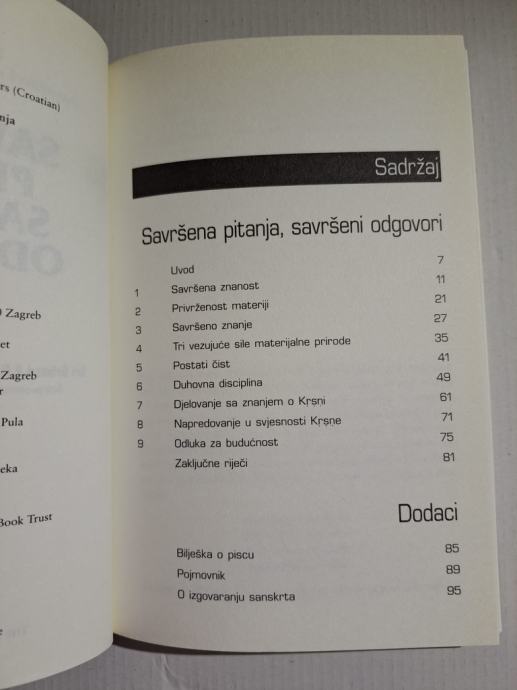 rs (Croatian)
nja
Zagreb
et
Zagreb
r
Pula
eka
Book Trust
e
Sadržaj
Savršena pitanja, savršeni odgovori
Uvod 7
1 Savršena znanost 11
2 Privrženost materiji 21
3 Savršeno znanje 27
4 Tri vezujuće sile materijalne prirode 35
5 Postati čist 41
6 Duhovna disciplina 49
7 Djelovanje sa znanjem o Kṛṣṇi 61
8 Napredovanje u svjesnosti Kṛṣṇe 71
9 Odluka za budućnost 75
Zaključne riječi 81
Dodaci
Bilješka o piscu 85
Pojmovnik 89
O izgovaranju sanskrta 95